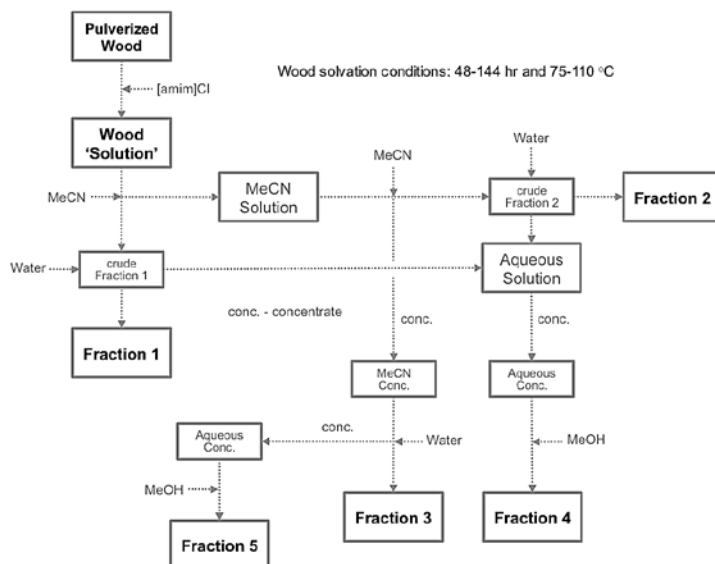 Pulverized
Wood
Wood solvation conditions: 48-144 hr and 75-110 °C
[amim]Cl
Wood
'Solution'
Water
MeCN
MeCN
MeCN
Solution
crude
Fraction 2
Fraction 2
Water
crude
Fraction 1
Aqueous
Solution
conc. - concentrate
conc.
conc.
Fraction 1
MeCN
Conc.
Aqueous
Conc.
conc.
Aqueous
Conc.
Water
MeOH
MeOH
Fraction 3
Fraction 4
Fraction 5